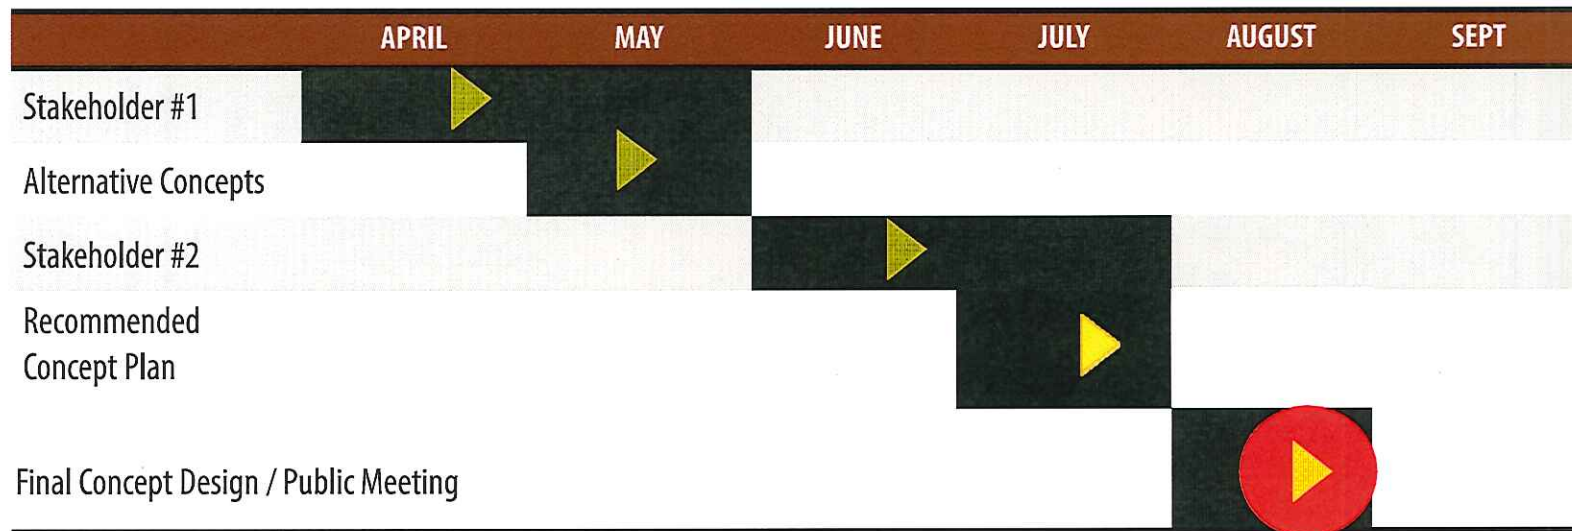 APRIL MAY JUNE JULY AUGUST SEPT
Stakeholder #1
Alternative Concepts
Stakeholder #2
Recommended
Concept Plan
Final Concept Design / Public Meeting